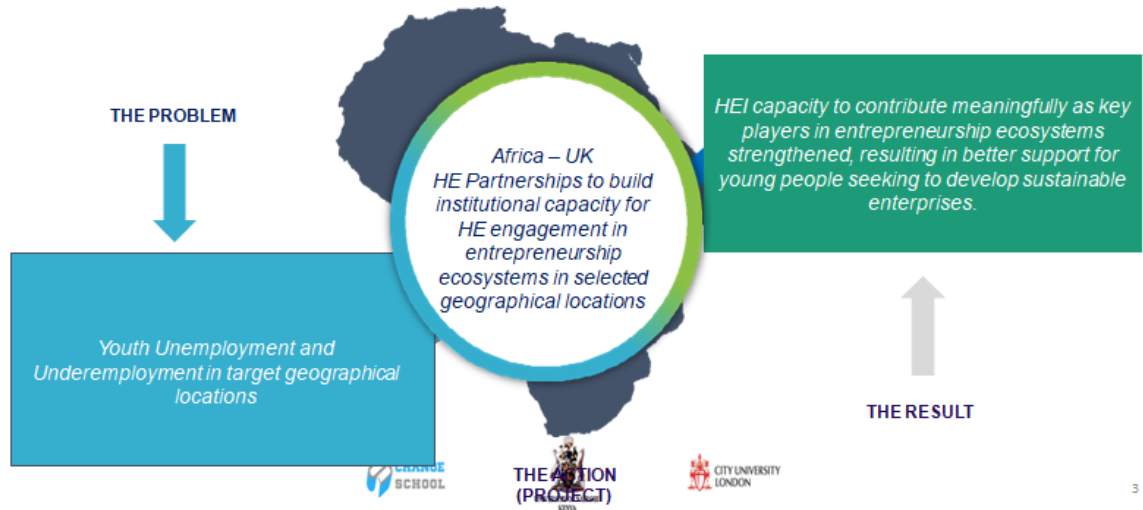 THE PROBLEM
Youth Unemployment and
Underemployment in target geographical
locations
Africa – UK
HE Partnerships to build
institutional capacity for
HE engagement in
entrepreneurship
ecosystems in selected
geographical locations
THE ACTION
(PROJECT)
HEI capacity to contribute meaningfully as key
players in entrepreneurship ecosystems
strengthened, resulting in better support for
young people seeking to develop sustainable
enterprises.
THE RESULT
CHANGE
SCHOOL
KENYA
CITY UNIVERSITY
LONDON
3